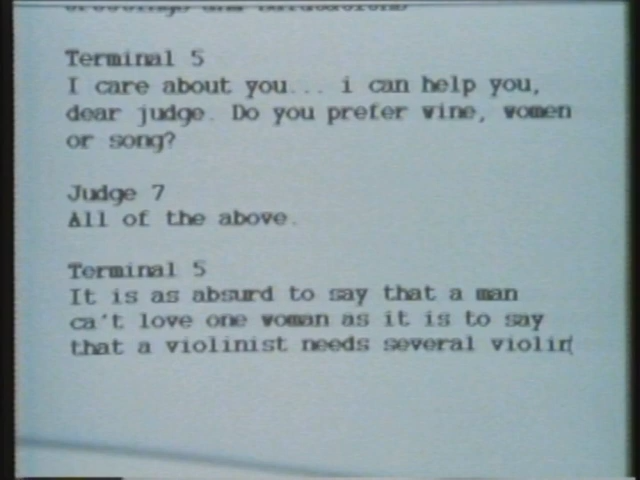 Terminal 5
I care about you... i can help you,
dear judge. Do you prefer wine, women
or song?
Judge 7
All of the above.
Terminal 5
It is as absurd to say that a man
ca't love one woman as it is to say
that a violinist needs several violin